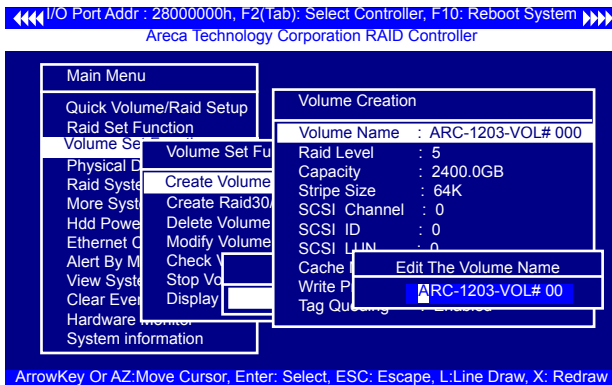 I/O Port Addr : 28000000h, F2(Tab): Select Controller, F10: Reboot System
Areca Technology Corporation RAID Controller
Main Menu
Quick Volume/Raid Setup
Raid Set Function
Volume Se
Physical D
Raid Syste
More Syst
Hdd Powe
Ethernet C
Alert By M
View Syste
Clear Even
Hardware Monitor
System information
Volume Set Fu
Create Volume
Create Raid30/
Delete Volume
Modify Volume
Check V
Stop Vo
Display
Volume Creation
Volume Name : ARC-1203-VOL# 000
Raid Level : 5
Capacity : 2400.0GB
Stripe Size : 64K
SCSI Channel : 0
SCSI ID : 0
SCSI LUN : 0
Cache
Write P
Tag Queuing : Enabled
Edit The Volume Name
ARC-1203-VOL# 00
ArrowKey Or AZ:Move Cursor, Enter: Select, ESC: Escape, L:Line Draw, X: Redraw